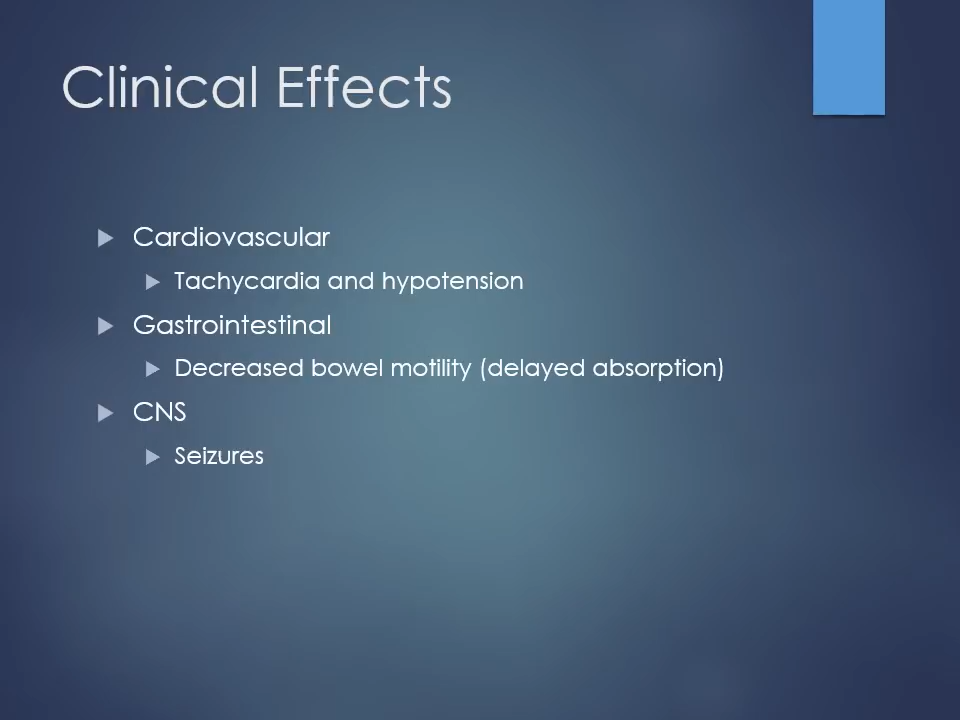 Clinical Effects
Cardiovascular
Tachycardia and hypotension
Gastrointestinal
Decreased bowel motility (delayed absorption)
CNS
Seizures